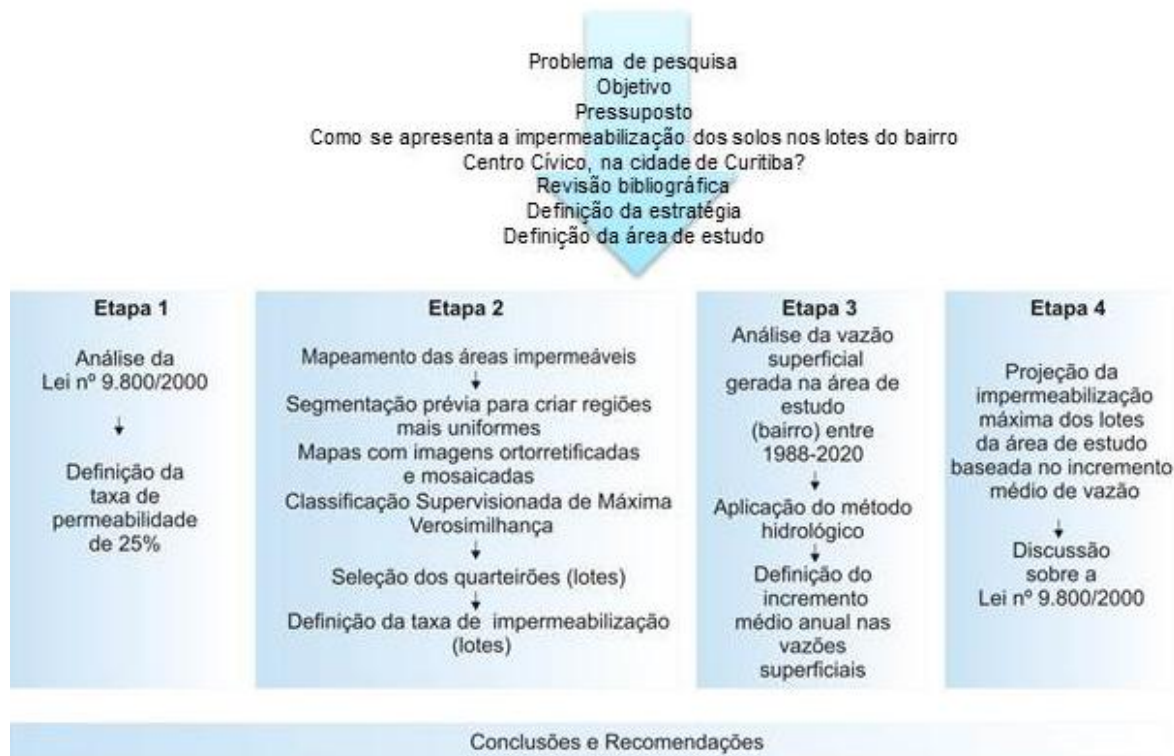 Problema de pesquisa
Objetivo
Pressuposto
Como se apresenta a impermeabilização dos solos nos lotes do bairro
Centro Cívico, na cidade de Curitiba?
Revisão bibliográfica
Definição da estratégia
Definição da área de estudo
Etapa 1
Análise da
Lei nº 9.800/2000
Definição da
taxa de
permeabilidade
de 25%
Etapa 2
Mapeamento das áreas impermeáveis
Segmentação prévia para criar regiões
mais uniformes
Mapas com imagens ortorretificadas
e mosaicadas
Classificação Supervisionada de Máxima
Verosimilhança
Seleção dos quarteirões (lotes)
Definição da taxa de impermeabilização
(lotes)
Etapa 3
Análise da vazão
superficial
gerada na área de
estudo
(bairro) entre
1988-2020
Aplicação do método
hidrológico
Definição do
incremento
médio anual nas
vazões
superficiais
Etapa 4
Projeção da
impermeabilização
máxima dos lotes
da área de estudo
baseada no incremento
médio de vazão
Discussão
sobre a
Lei nº 9.800/2000
Conclusões e Recomendações